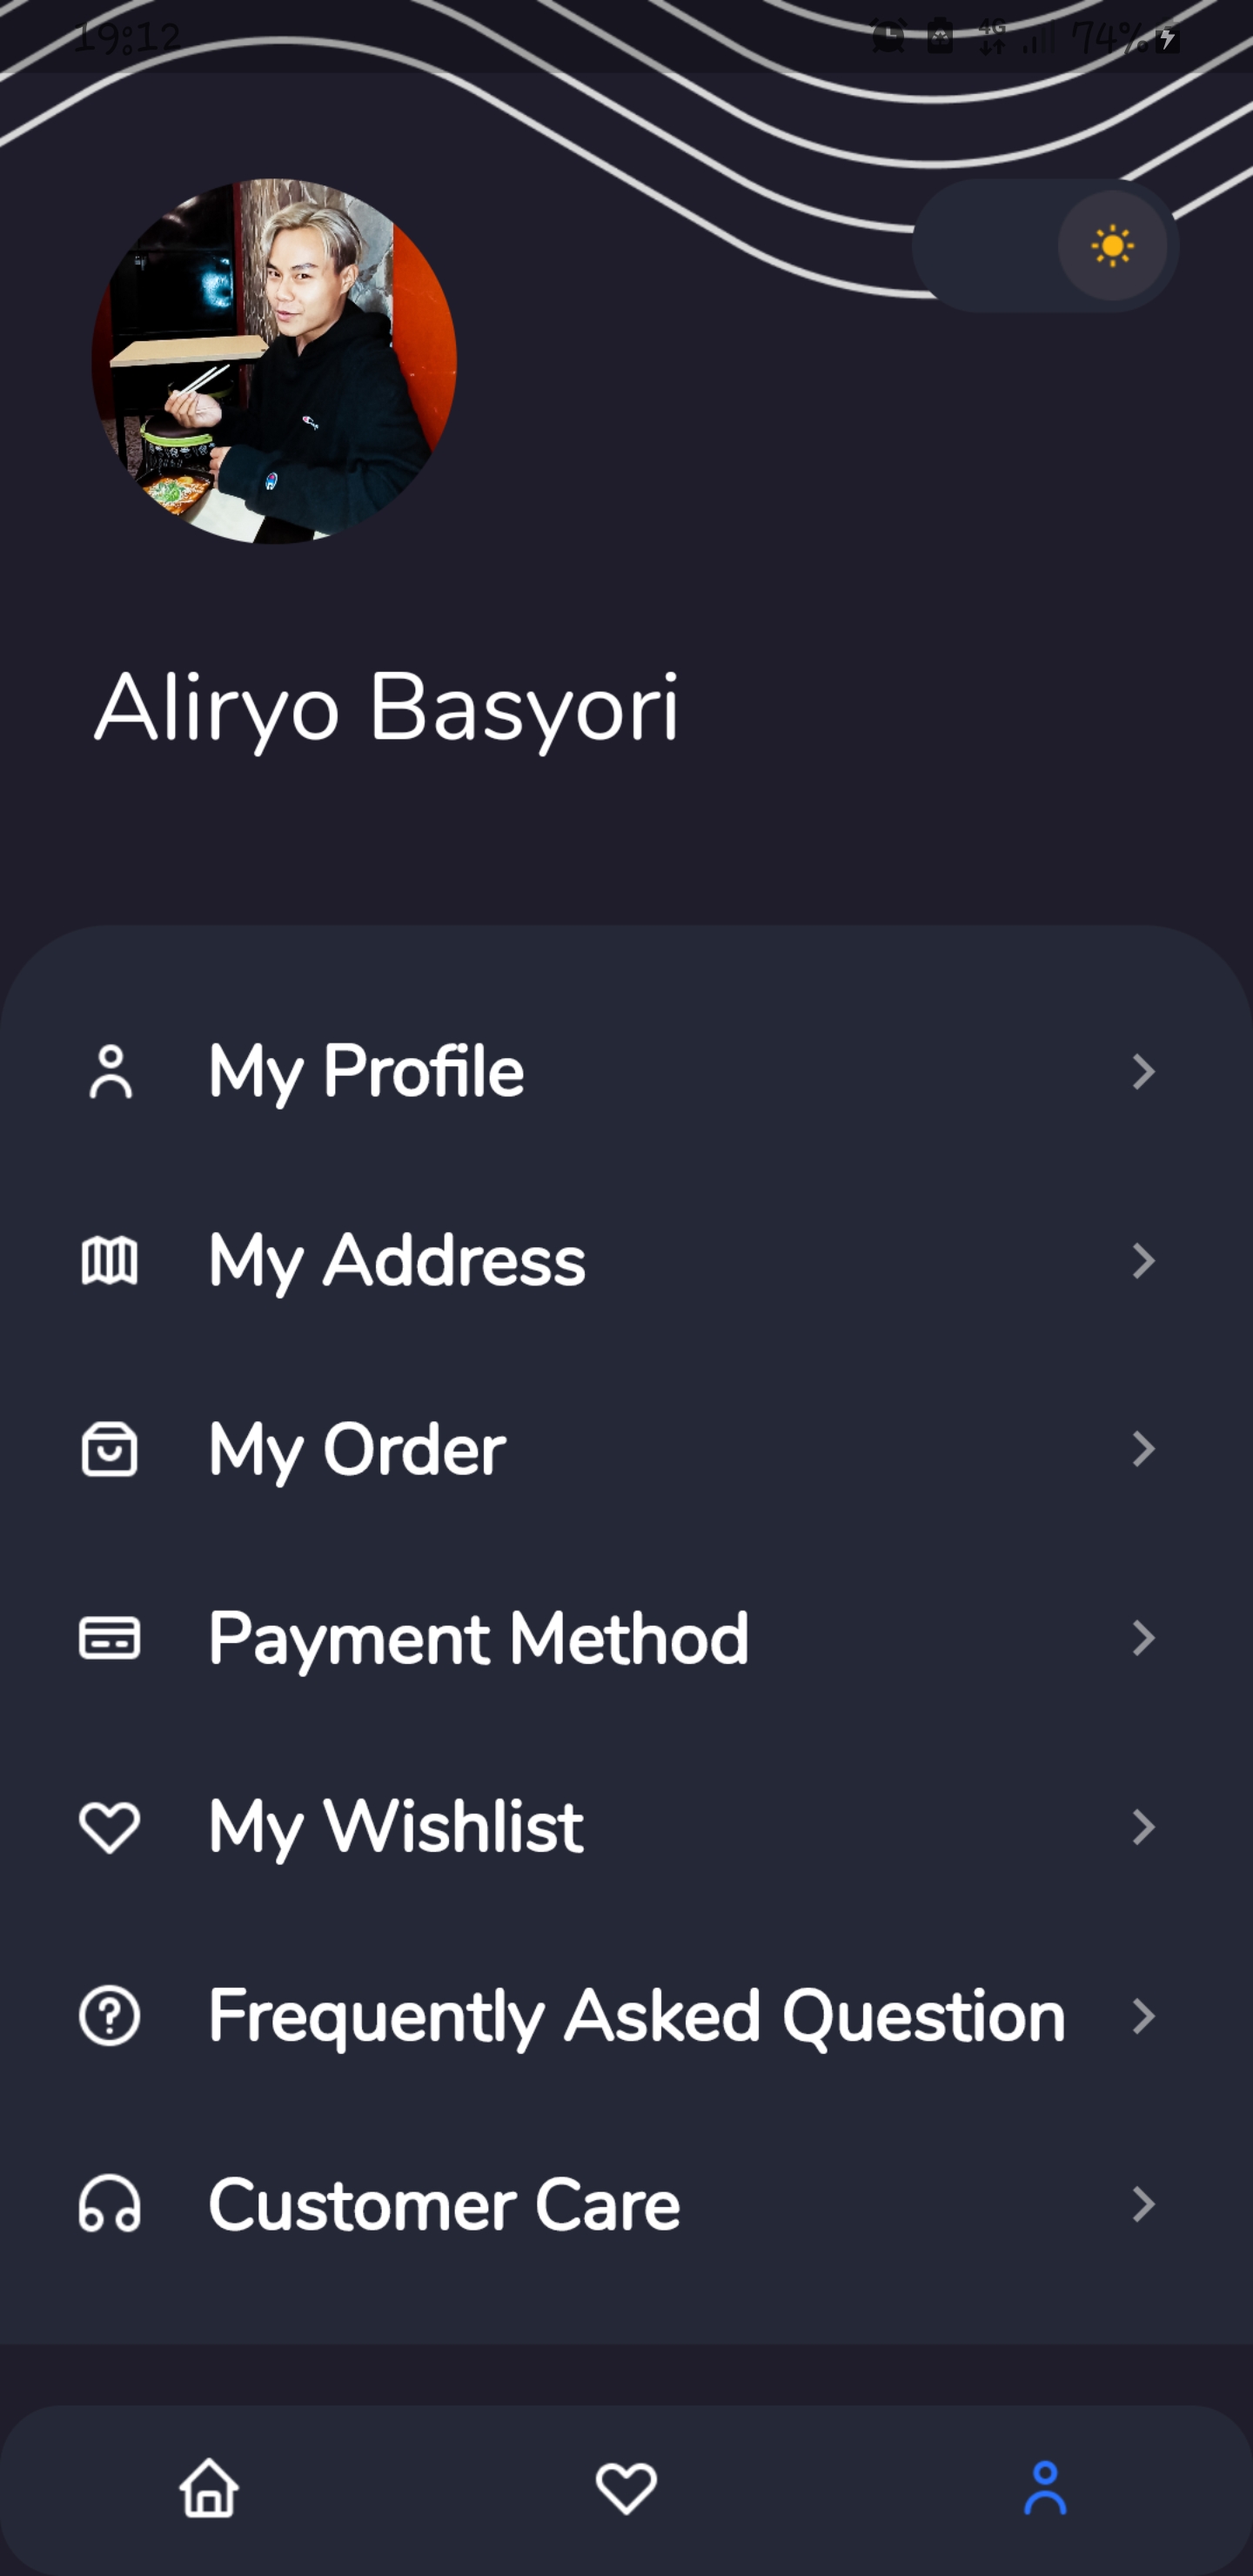 19:12 4G 74%
Aliryo Basyori
My Profile
My Address
My Order
Payment Method
My Wishlist
Frequently Asked Question
Customer Care